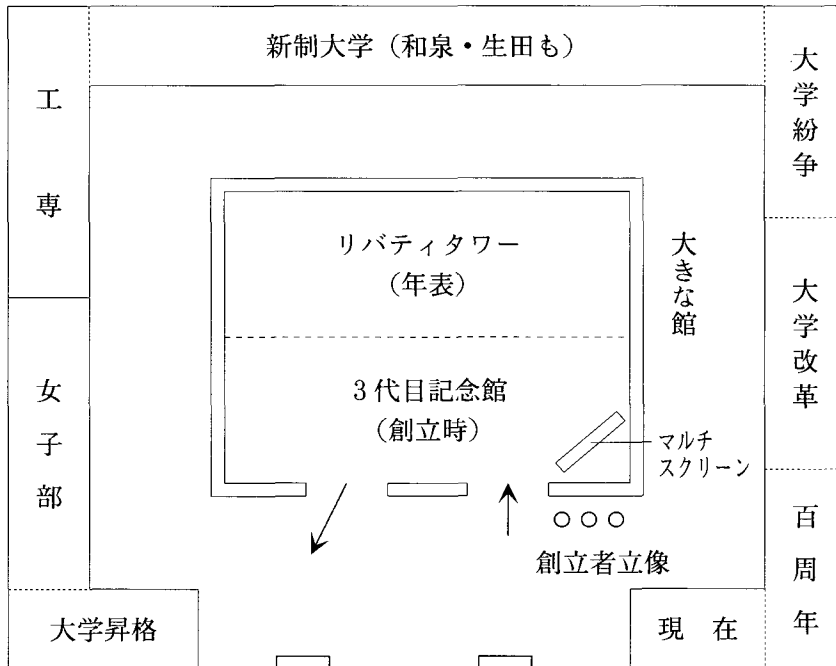 新制大学（和泉・生田も）
工専
大学紛争
リバティタワー
（年表）
大きな館
大学改革
女子部
3代目記念館
（創立時）
マルチ
スクリーン
百周年
創立者立像
大学昇格
現在